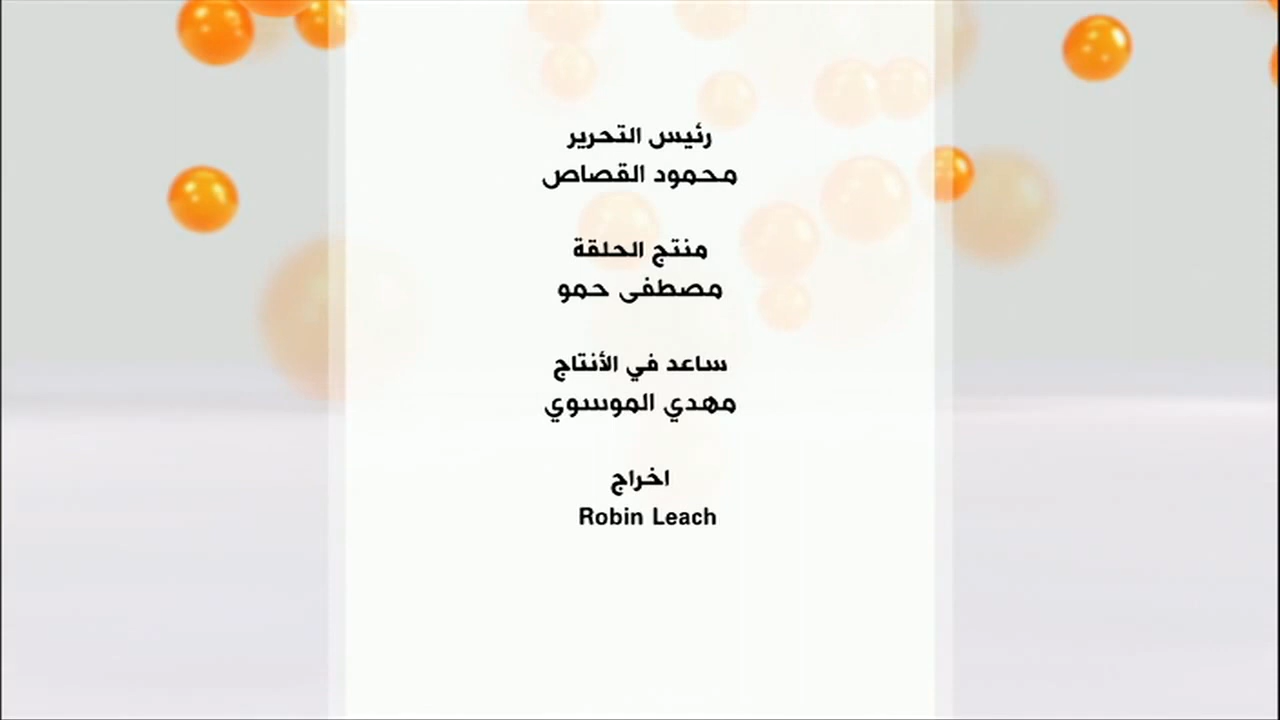 رئيس التحرير
محمود القصاص
منتج الحلقة
مصطفى حمو
ساعد في الأنتاج
مهدي الموسوي
اخراج
Robin Leach